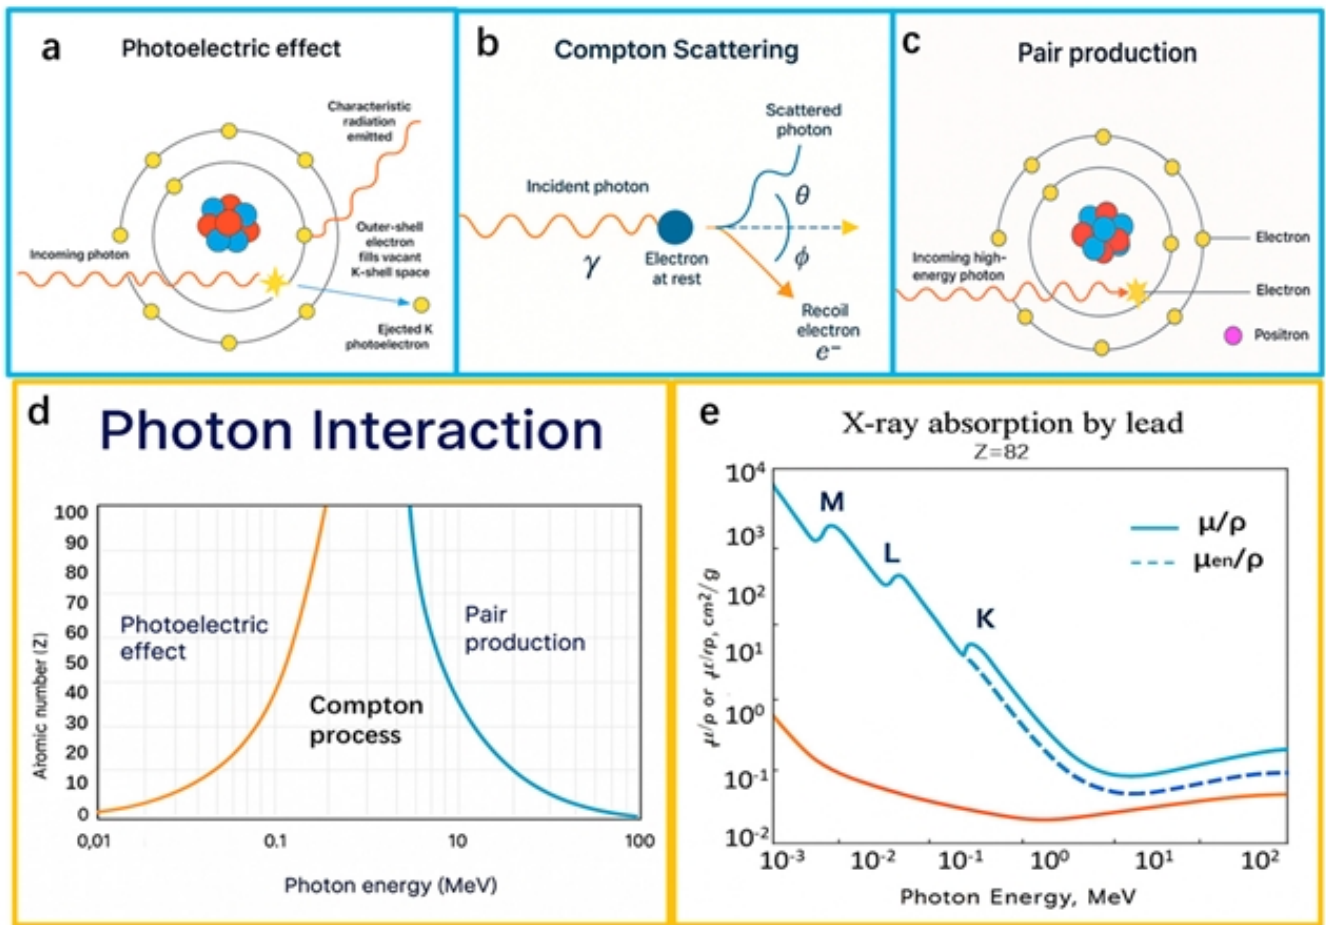 a
Photoelectric effect
Characteristic
radiation
emitted
Incoming photon
Outer-shell
electron
fills vacant
K-shell space
Ejected K
photoelectron
b
Compton Scattering
Scattered
photon
Incident photon
θ
γ
Electron
at rest
ϕ
Recoil
electron
e⁻
c
Pair production
Electron
Incoming high-
energy photon
Electron
Positron
d
Photon Interaction
100
90
80
70
60
50
40
30
20
10
0
Atomic number (Z)
Photoelectric
effect
Pair
production
Compton
process
0,01
0.1
10
100
Photon energy (MeV)
e
X-ray absorption by lead
Z=82
10⁴
10³
10²
10¹
10⁰
10⁻¹
10⁻²
μ/ρ or μ/rρ, cm²/g
M
L
K
μ/ρ
μen/ρ
10⁻³
10⁻²
10⁻¹
10⁰
10¹
10²
Photon Energy, MeV